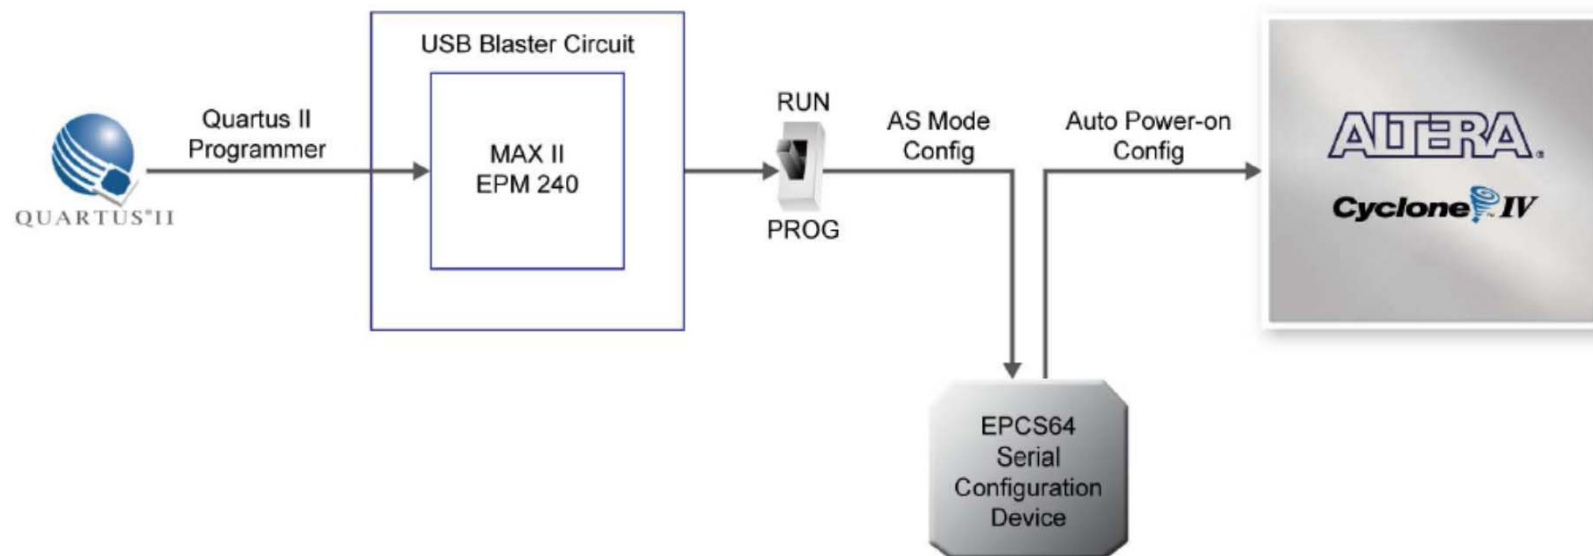 USB Blaster Circuit
Quartus II
Programmer
QUARTUS®II
MAX II
EPM 240
RUN
PROG
AS Mode
Config
Auto Power-on
Config
ALTERA®
Cyclone™ IV
EPCS64
Serial
Configuration
Device